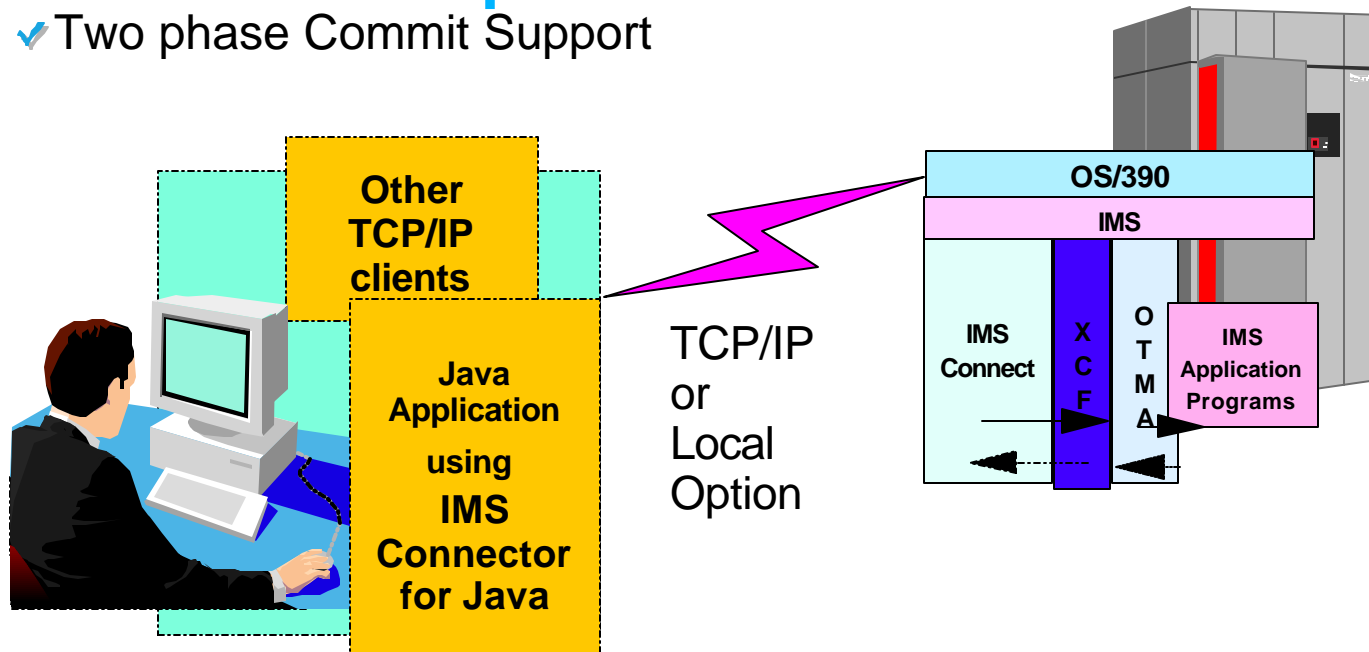 Two phase Commit Support
Other
TCP/IP
clients
Java
Application
using
IMS
Connector
for Java
TCP/IP
or
Local
Option
OS/390
IMS
IMS
Connect
X
C
F
O
T
M
A
IMS
Application
Programs